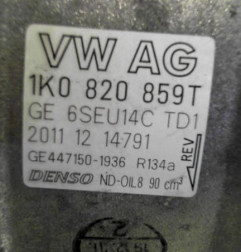 VW AG
1K0 820 859T
GE 6SEU14C TD1
2011 12 14791
GE447150-1936 R134a
REV
DENSO ND-OIL8 90 cm³